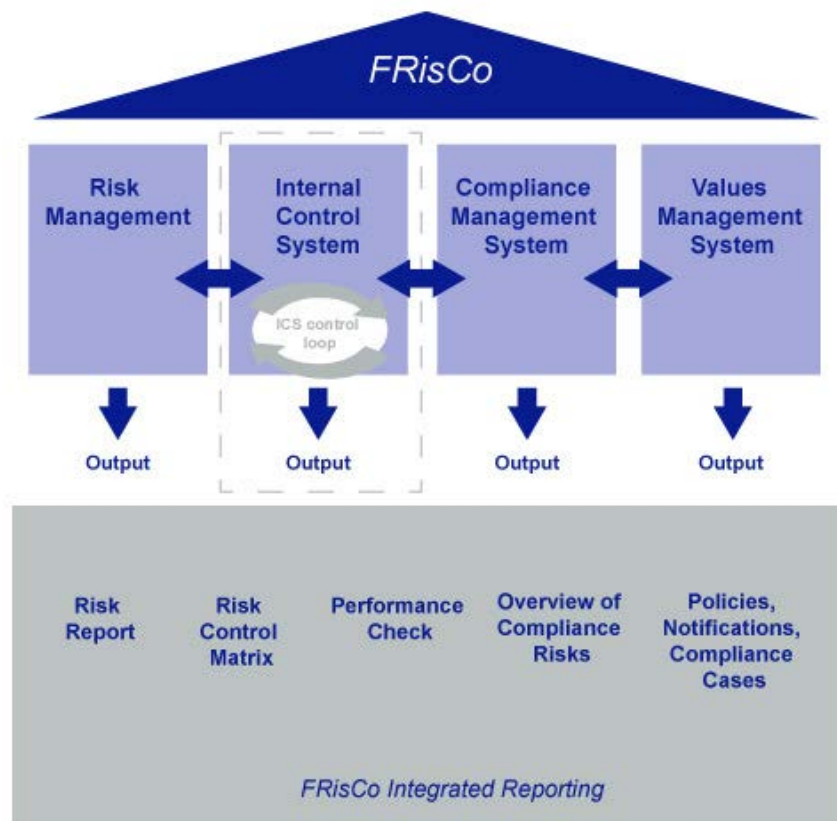 FRisCo
Risk
Management
Internal
Control
System
Compliance
Management
System
Values
Management
System
ICS control
loop
Output
Output
Output
Output
Risk
Report
Risk
Control
Matrix
Performance
Check
Overview of
Compliance
Risks
Policies,
Notifications,
Compliance
Cases
FRisCo Integrated Reporting